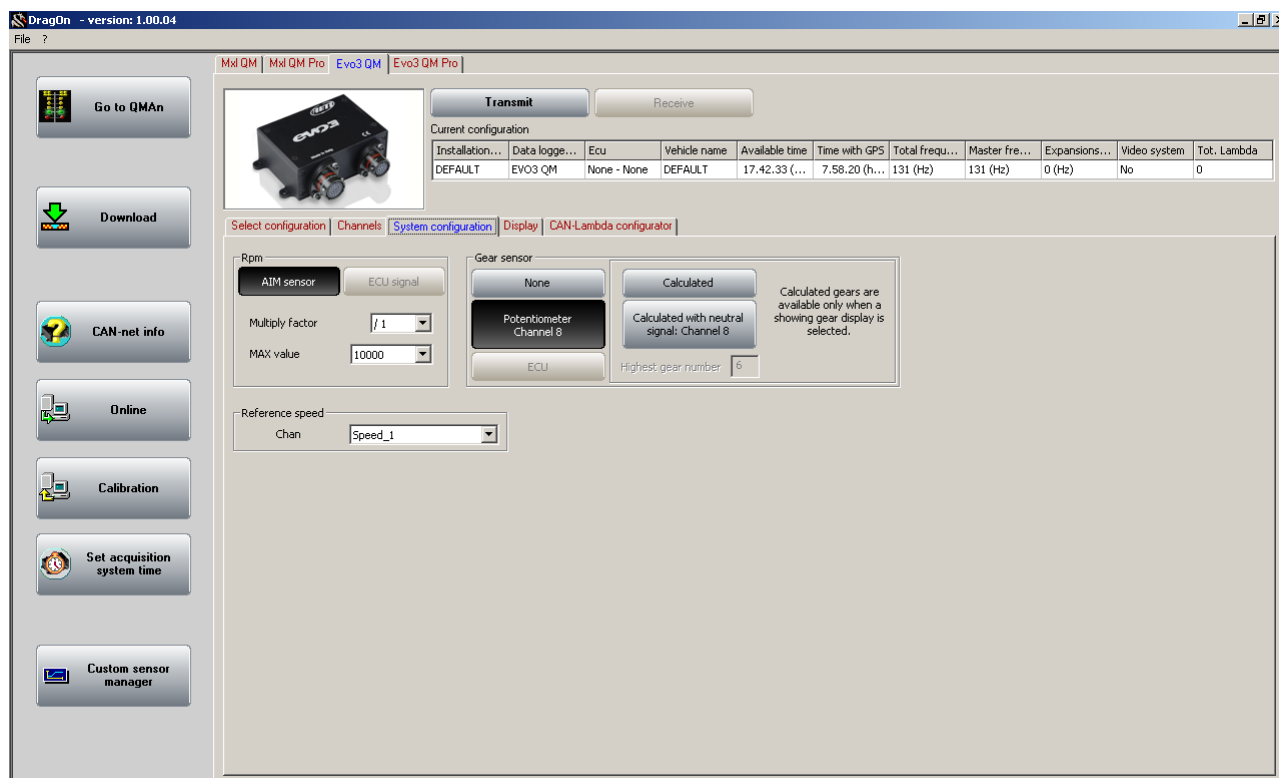 DragOn - version: 1.00.04
File ?
Mxl QM Mxl QM Pro Evo3 QM Evo3 QM Pro
Go to QMAn
Download
CAN-net info
Online
Calibration
Set acquisition
system time
Custom sensor
manager
AIM
evo3
Transmit Receive
Current configuration
Installation... Data logge... Ecu Vehicle name Available time Time with GPS Total frequ... Master fre... Expansions... Video system Tot. Lambda
DEFAULT EVO3 QM None - None DEFAULT 17.42.33 (... 7.58.20 (h... 131 (Hz) 131 (Hz) 0 (Hz) No 0
Select configuration Channels System configuration Display CAN-Lambda configurator
Rpm
AIM sensor ECU signal
Multiply factor / 1
MAX value 10000
Gear sensor
None
Potentiometer
Channel 8
ECU
Calculated
Calculated with neutral
signal: Channel 8
Highest gear number 6
Calculated gears are
available only when a
showing gear display is
selected.
Reference speed
Chan Speed_1